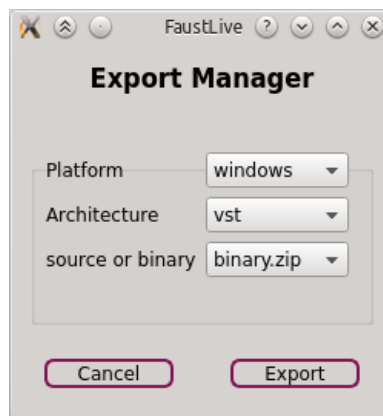 FaustLive
Export Manager
Platform windows
Architecture vst
source or binary binary.zip
Cancel Export